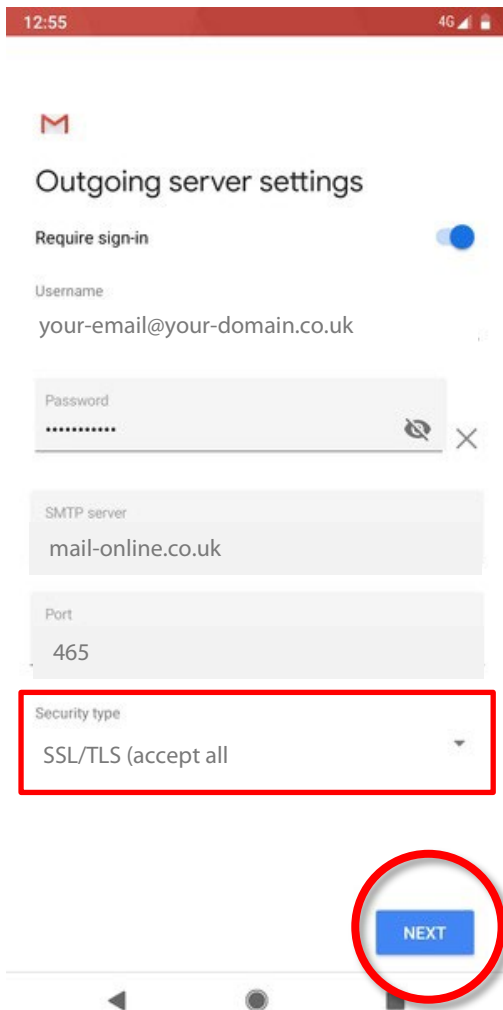 12:55 4G
Outgoing server settings
Require sign-in
Username
your-email@your-domain.co.uk
Password
•••••••••••
SMTP server
mail-online.co.uk
Port
465
Security type
SSL/TLS (accept all
NEXT